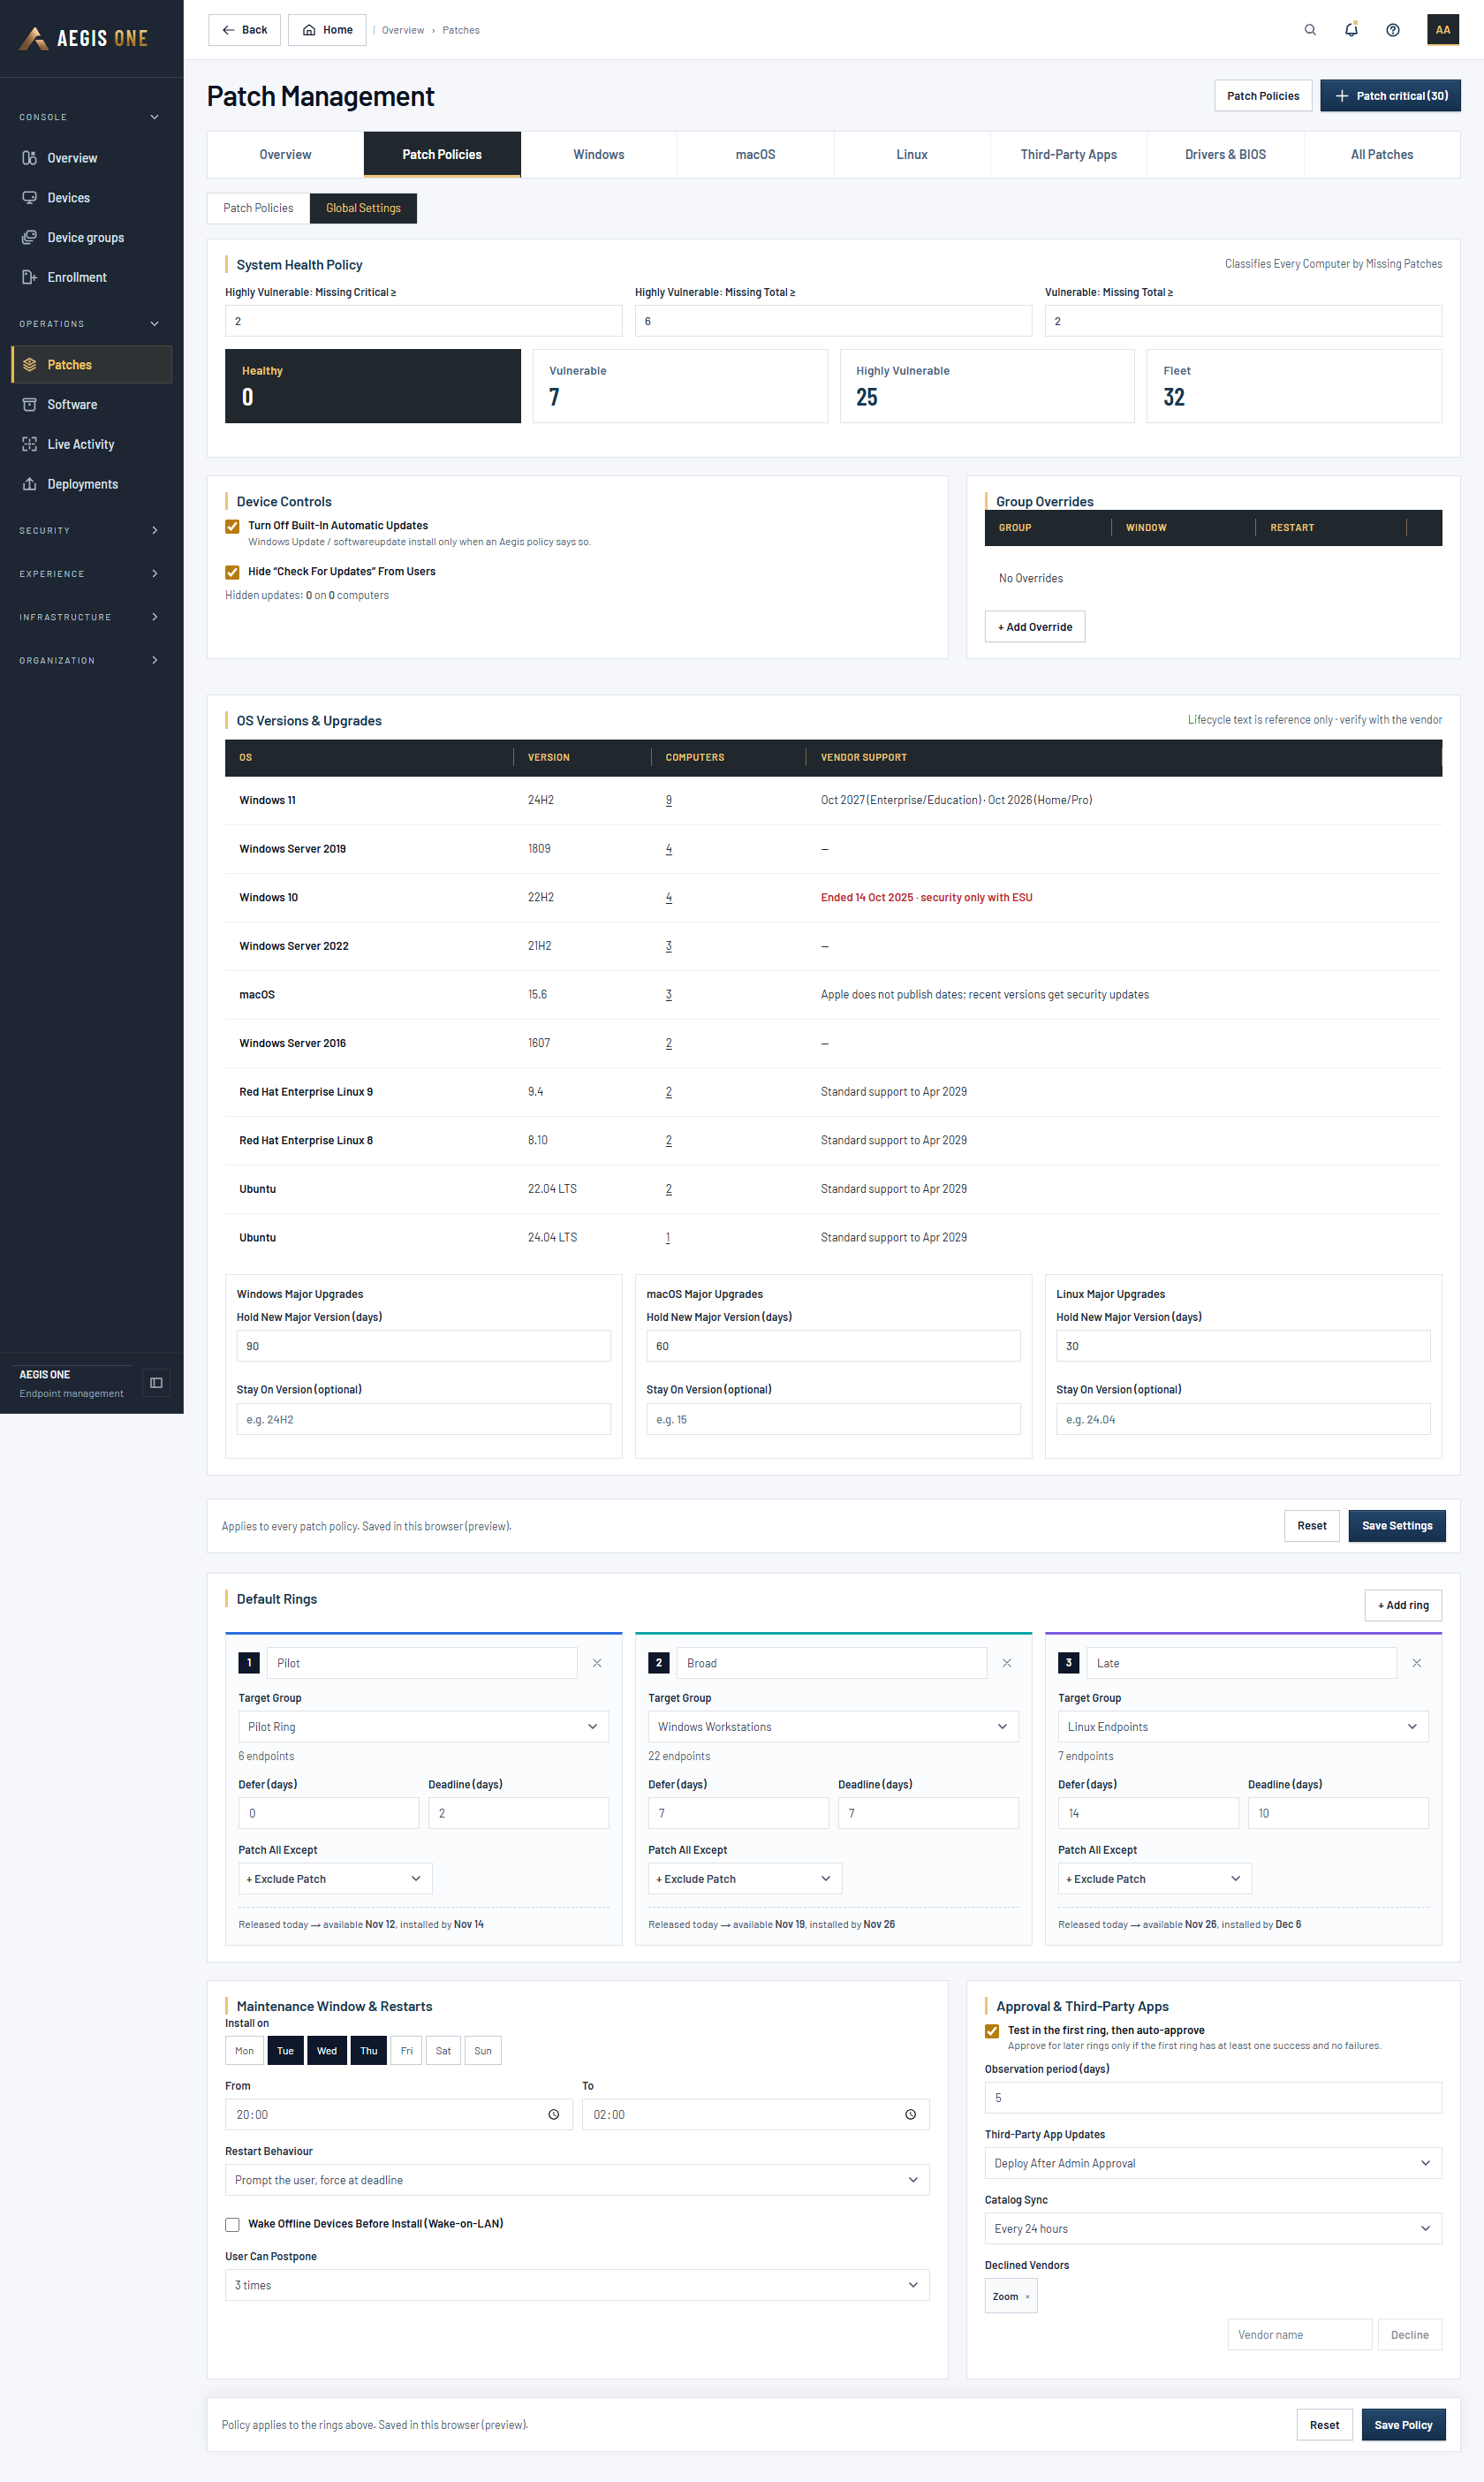 AEGIS ONE
Back
Home
Overview › Patches
AA
CONSOLE
Overview
Devices
Device groups
Enrollment
OPERATIONS
Patches
Software
Live Activity
Deployments
SECURITY
EXPERIENCE
INFRASTRUCTURE
ORGANIZATION
AEGIS ONE
Endpoint management
Patch Management
Patch Policies
Patch critical (30)
Overview
Patch Policies
Windows
macOS
Linux
Third-Party Apps
Drivers & BIOS
All Patches
Patch Policies
Global Settings
System Health Policy
Classifies Every Computer by Missing Patches
Highly Vulnerable: Missing Critical ≥
2
Highly Vulnerable: Missing Total ≥
6
Vulnerable: Missing Total ≥
2
Healthy
0
Vulnerable
7
Highly Vulnerable
25
Fleet
32
Device Controls
Turn Off Built-In Automatic Updates
Windows Update / softwareupdate install only when an Aegis policy says so.
Hide “Check For Updates” From Users
Hidden updates: 0 on 0 computers
Group Overrides
GROUP WINDOW RESTART
No Overrides
+ Add Override
OS Versions & Upgrades
Lifecycle text is reference only · verify with the vendor
OS VERSION COMPUTERS VENDOR SUPPORT
Windows 11 24H2 9 Oct 2027 (Enterprise/Education) · Oct 2026 (Home/Pro)
Windows Server 2019 1809 4 —
Windows 10 22H2 4 Ended 14 Oct 2025 · security only with ESU
Windows Server 2022 21H2 3 —
macOS 15.6 3 Apple does not publish dates; recent versions get security updates
Windows Server 2016 1607 2 —
Red Hat Enterprise Linux 9 9.4 2 Standard support to Apr 2029
Red Hat Enterprise Linux 8 8.10 2 Standard support to Apr 2029
Ubuntu 22.04 LTS 2 Standard support to Apr 2029
Ubuntu 24.04 LTS 1 Standard support to Apr 2029
Windows Major Upgrades
Hold New Major Version (days)
90
Stay On Version (optional)
e.g. 24H2
macOS Major Upgrades
Hold New Major Version (days)
60
Stay On Version (optional)
e.g. 15
Linux Major Upgrades
Hold New Major Version (days)
30
Stay On Version (optional)
e.g. 24.04
Applies to every patch policy. Saved in this browser (preview).
Reset
Save Settings
Default Rings
+ Add ring
1 Pilot
Target Group
Pilot Ring
6 endpoints
Defer (days) Deadline (days)
0 2
Patch All Except
+ Exclude Patch
Released today → available Nov 12, installed by Nov 14
2 Broad
Target Group
Windows Workstations
22 endpoints
Defer (days) Deadline (days)
7 7
Patch All Except
+ Exclude Patch
Released today → available Nov 19, installed by Nov 26
3 Late
Target Group
Linux Endpoints
7 endpoints
Defer (days) Deadline (days)
14 10
Patch All Except
+ Exclude Patch
Released today → available Nov 26, installed by Dec 6
Maintenance Window & Restarts
Install on
Mon Tue Wed Thu Fri Sat Sun
From To
20:00 02:00
Restart Behaviour
Prompt the user, force at deadline
Wake Offline Devices Before Install (Wake-on-LAN)
User Can Postpone
3 times
Approval & Third-Party Apps
Test in the first ring, then auto-approve
Approve for later rings only if the first ring has at least one success and no failures.
Observation period (days)
5
Third-Party App Updates
Deploy After Admin Approval
Catalog Sync
Every 24 hours
Declined Vendors
Zoom ×
Vendor name
Decline
Policy applies to the rings above. Saved in this browser (preview).
Reset
Save Policy